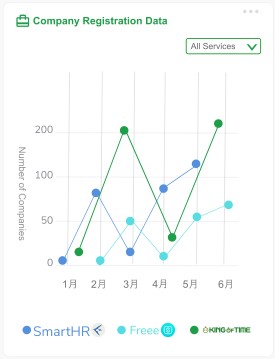 Company Registration Data
All Services
200
100
50
0
Number of Companies
1月 2月 3月 4月 5月 6月
SmartHR Freee KING OF TIME